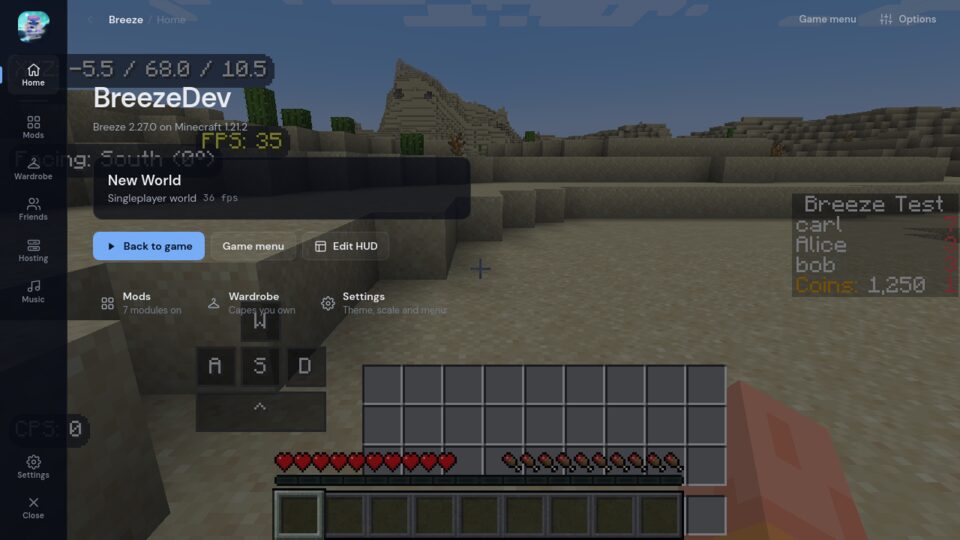 Breeze / Home
Game menu
Options
XYZ: -5.5 / 68.0 / 10.5
Home
BreezeDev
Breeze 2.27.0 on Minecraft 1.21.2
FPS: 35
Mods
Facing: South (0°)
Wardrobe
New World
Singleplayer world 36 fps
Friends
Breeze Test
carl
Alice
bob
Coins: 1,250
Hosting
Back to game
Game menu
Edit HUD
Music
Mods
7 modules on
Wardrobe
Capes you own
Settings
Theme, scale and menu
W
A S D
^
CPS: 0
Settings
Close